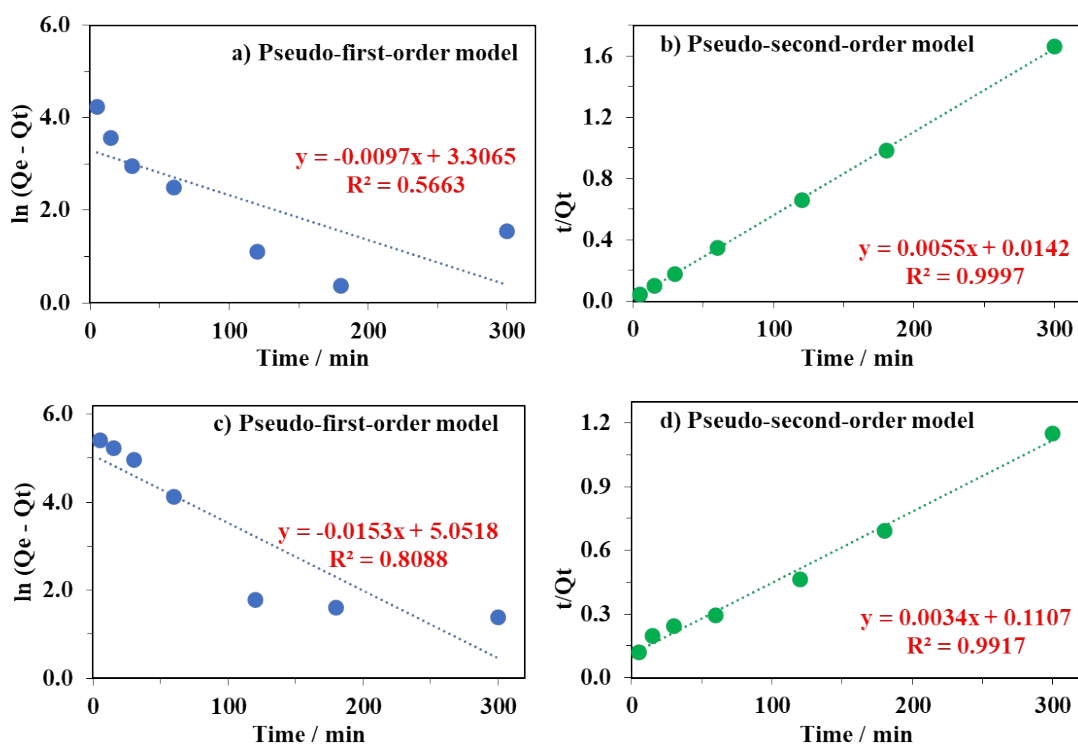 a) Pseudo-first-order model
6.0
4.0
2.0
0.0
ln (Qe - Qt)
y = -0.0097x + 3.3065
R² = 0.5663
0
100
200
300
Time / min
b) Pseudo-second-order model
1.6
1.2
0.8
0.4
0.0
t/Qt
y = 0.0055x + 0.0142
R² = 0.9997
0
100
200
300
Time / min
c) Pseudo-first-order model
6.0
4.0
2.0
0.0
ln (Qe - Qt)
y = -0.0153x + 5.0518
R² = 0.8088
0
100
200
300
Time / min
d) Pseudo-second-order model
1.2
0.9
0.6
0.3
0.0
t/Qt
y = 0.0034x + 0.1107
R² = 0.9917
0
100
200
300
Time / min